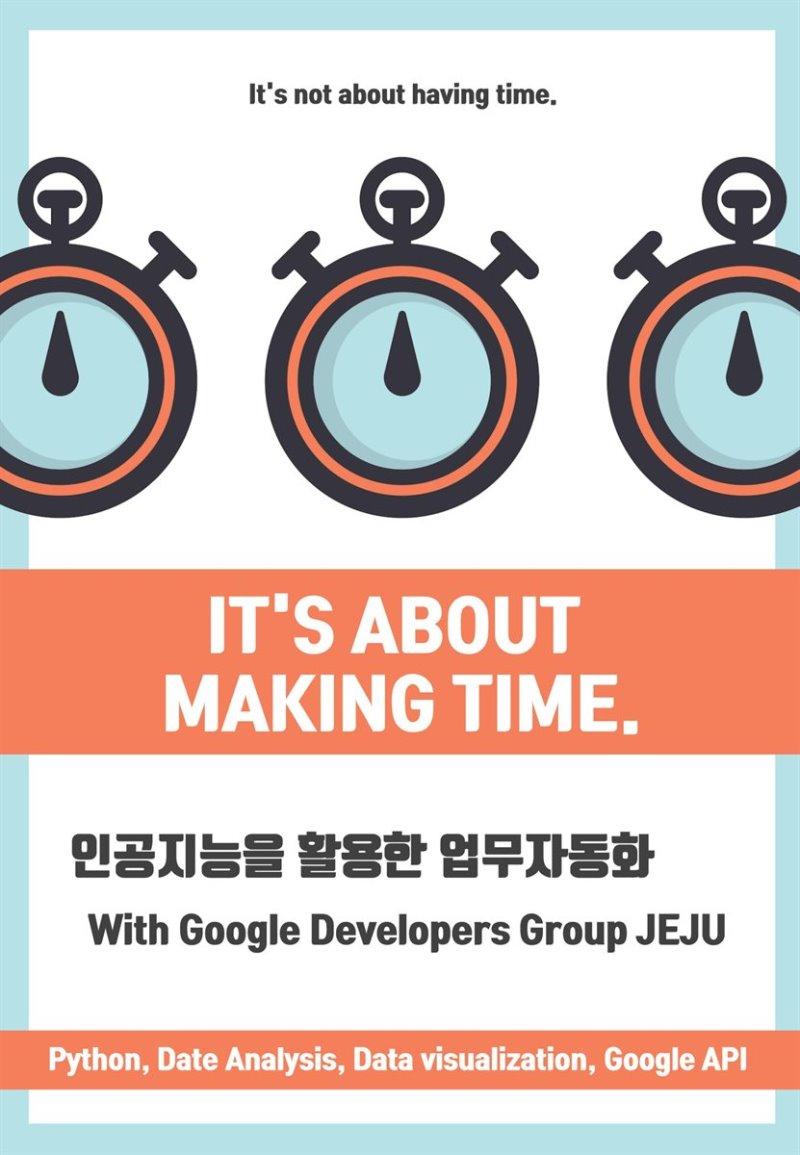 It's not about having time.
IT'S ABOUT
MAKING TIME.
인공지능을 활용한 업무자동화
With Google Developers Group JEJU
Python, Date Analysis, Data visualization, Google API